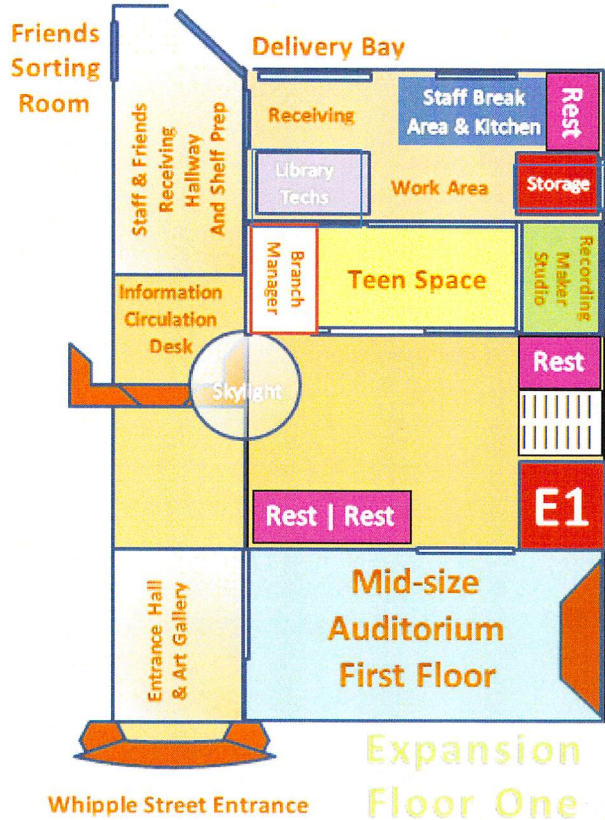 Friends
Sorting
Room
Delivery Bay
Staff & Friends
Receiving
Hallway
And Shelf Prep
Receiving
Staff Break
Area & Kitchen
Rest
Library
Techs
Work Area
Storage
Branch
Manager
Teen Space
Recording
Maker
Studio
Information
Circulation
Desk
Skylight
Rest
Rest | Rest
E1
Entrance Hall
& Art Gallery
Mid-size
Auditorium
First Floor
Expansion
Floor One
Whipple Street Entrance